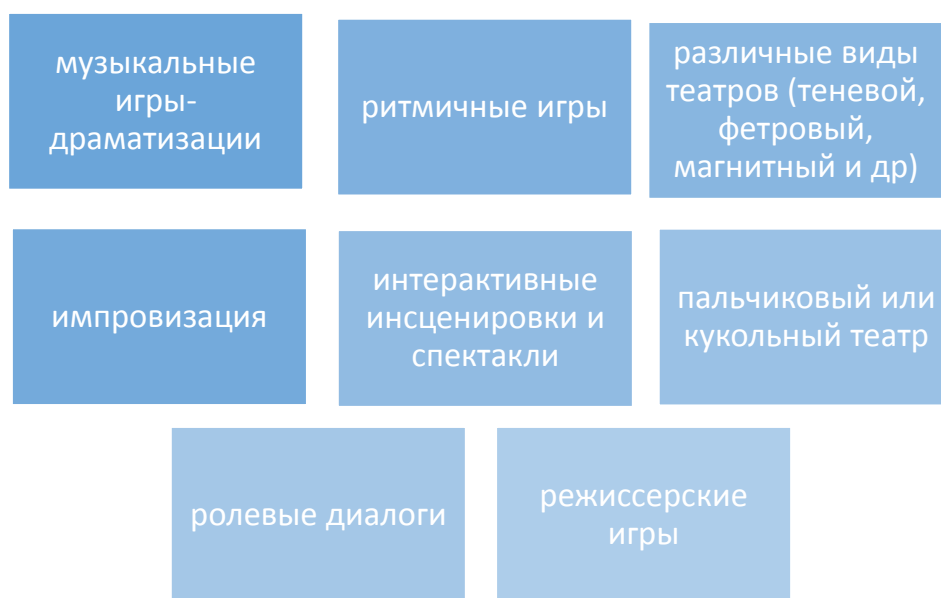 музыкальные
игры-
драматизации
ритмичные игры
различные виды
театров (теневой,
фетровый,
магнитный и др)
импровизация
интерактивные
инсценировки и
спектакли
пальчиковый или
кукольный театр
ролевые диалоги
режиссерские
игры